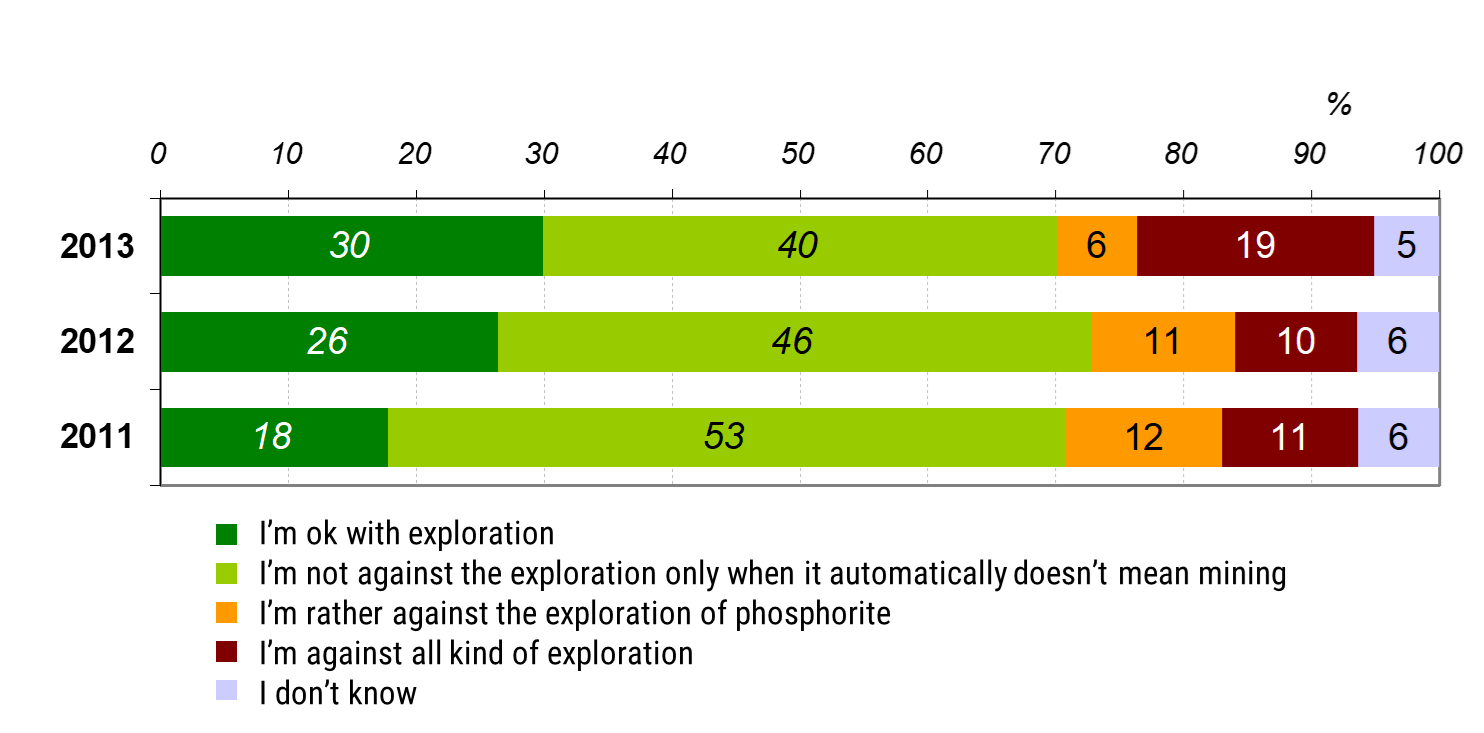 %
0 10 20 30 40 50 60 70 80 90 100
2013 30 40 6 19 5
2012 26 46 11 10 6
2011 18 53 12 11 6
I’m ok with exploration
I’m not against the exploration only when it automatically doesn’t mean mining
I’m rather against the exploration of phosphorite
I’m against all kind of exploration
I don’t know